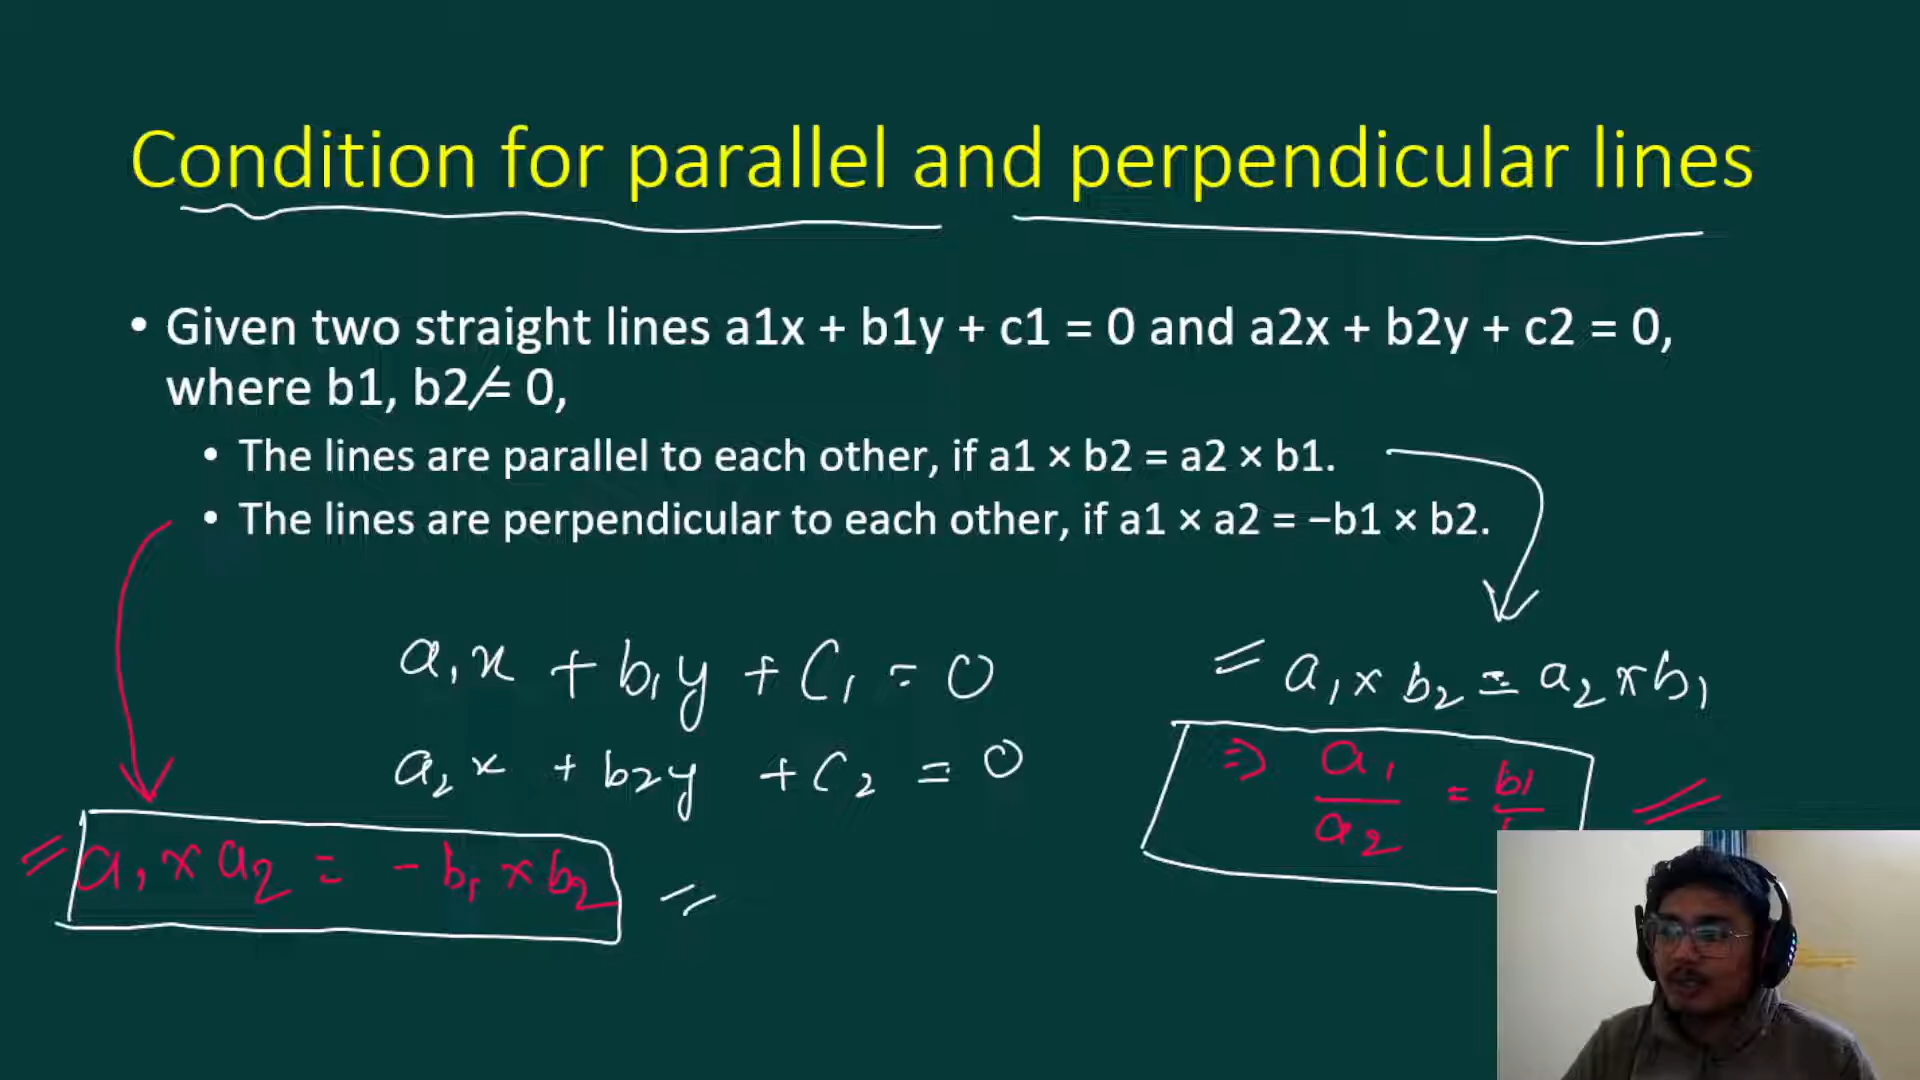 Condition for parallel and perpendicular lines
• Given two straight lines a1x + b1y + c1 = 0 and a2x + b2y + c2 = 0,
where b1, b2 ≠ 0,
• The lines are parallel to each other, if a1 × b2 = a2 × b1.
• The lines are perpendicular to each other, if a1 × a2 = −b1 × b2.
a₁x + b₁y + C₁ = 0
a₂x + b₂y + C₂ = 0
= a₁ × b₂ = a₂ × b₁
⇒ a₁/a₂ = b₁
= a₁ × a₂ = - b₁ × b₂ =